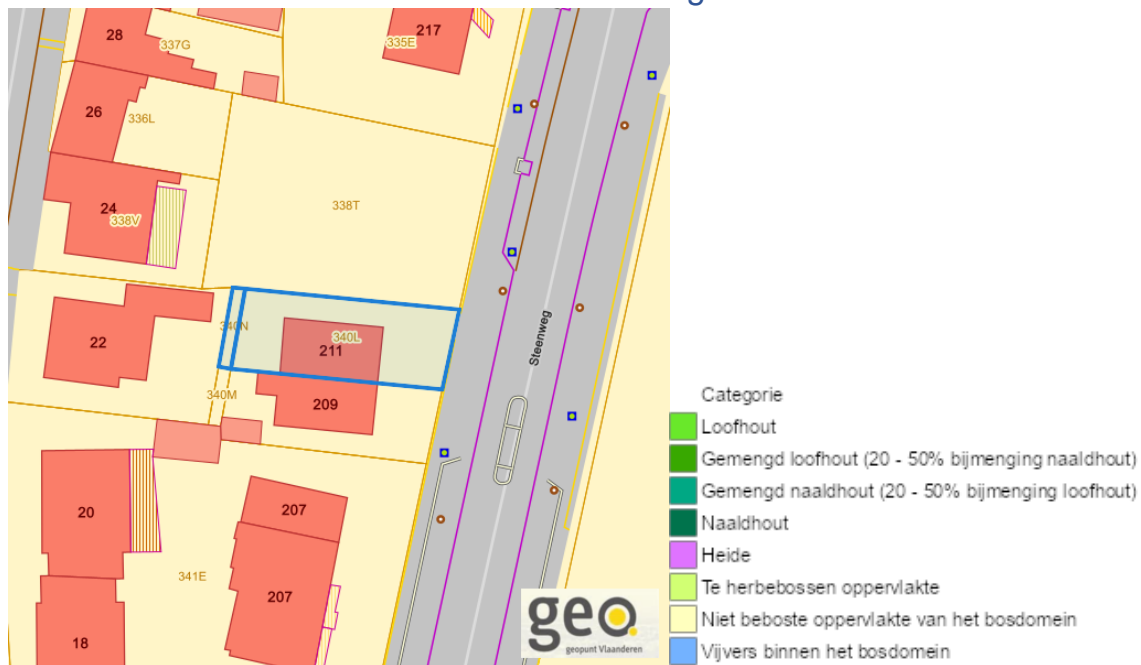 28
337G
217
335E
26
336L
24
338V
338T
22
340N
340L
211
Steenweg
340M
209
20
207
207
341E
18
geo.
geopunt Vlaanderen
Categorie
Loofhout
Gemengd loofhout (20 - 50% bijmenging naaldhout)
Gemengd naaldhout (20 - 50% bijmenging loofhout)
Naaldhout
Heide
Te herbebossen oppervlakte
Niet beboste oppervlakte van het bosdomein
Vijvers binnen het bosdomein